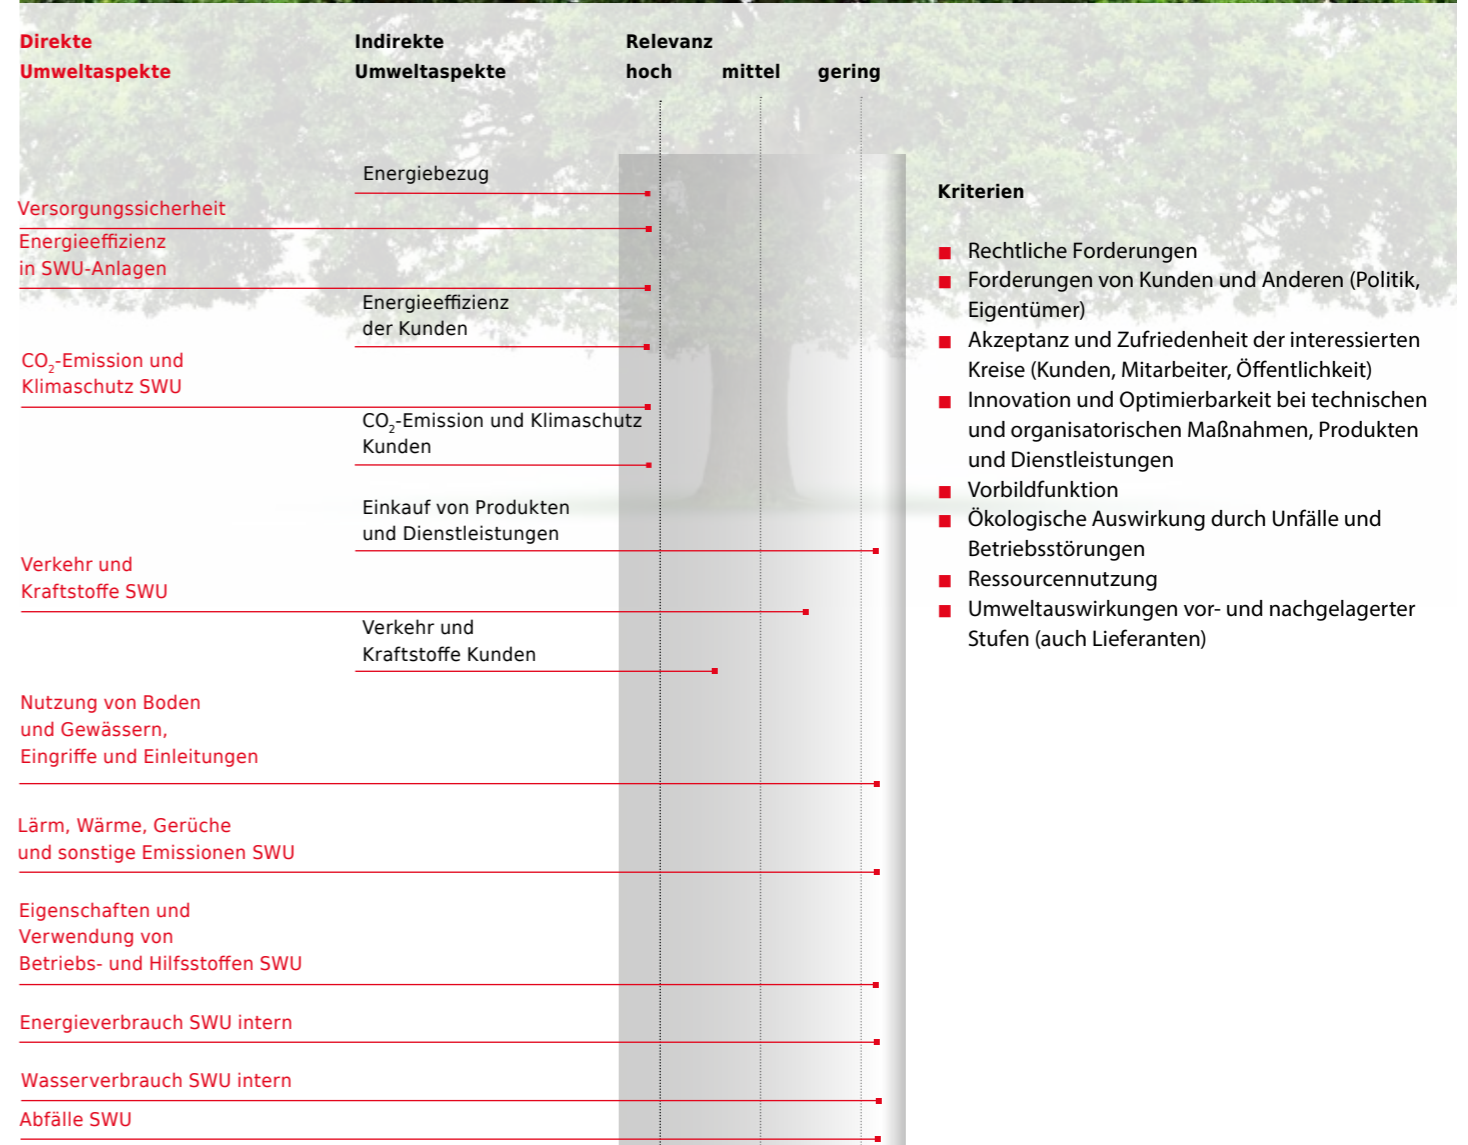 Direkte
Umweltaspekte
Indirekte
Umweltaspekte
Relevanz
hoch mittel gering
Energiebezug
Versorgungssicherheit
Energieeffizienz
in SWU-Anlagen
Energieeffizienz
der Kunden
CO₂-Emission und
Klimaschutz SWU
CO₂-Emission und Klimaschutz
Kunden
Einkauf von Produkten
und Dienstleistungen
Verkehr und
Kraftstoffe SWU
Verkehr und
Kraftstoffe Kunden
Nutzung von Boden
und Gewässern,
Eingriffe und Einleitungen
Lärm, Wärme, Gerüche
und sonstige Emissionen SWU
Eigenschaften und
Verwendung von
Betriebs- und Hilfsstoffen SWU
Energieverbrauch SWU intern
Wasserverbrauch SWU intern
Abfälle SWU
Kriterien
Rechtliche Forderungen
Forderungen von Kunden und Anderen (Politik,
Eigentümer)
Akzeptanz und Zufriedenheit der interessierten
Kreise (Kunden, Mitarbeiter, Öffentlichkeit)
Innovation und Optimierbarkeit bei technischen
und organisatorischen Maßnahmen, Produkten
und Dienstleistungen
Vorbildfunktion
Ökologische Auswirkung durch Unfälle und
Betriebsstörungen
Ressourcennutzung
Umweltauswirkungen vor- und nachgelagerter
Stufen (auch Lieferanten)